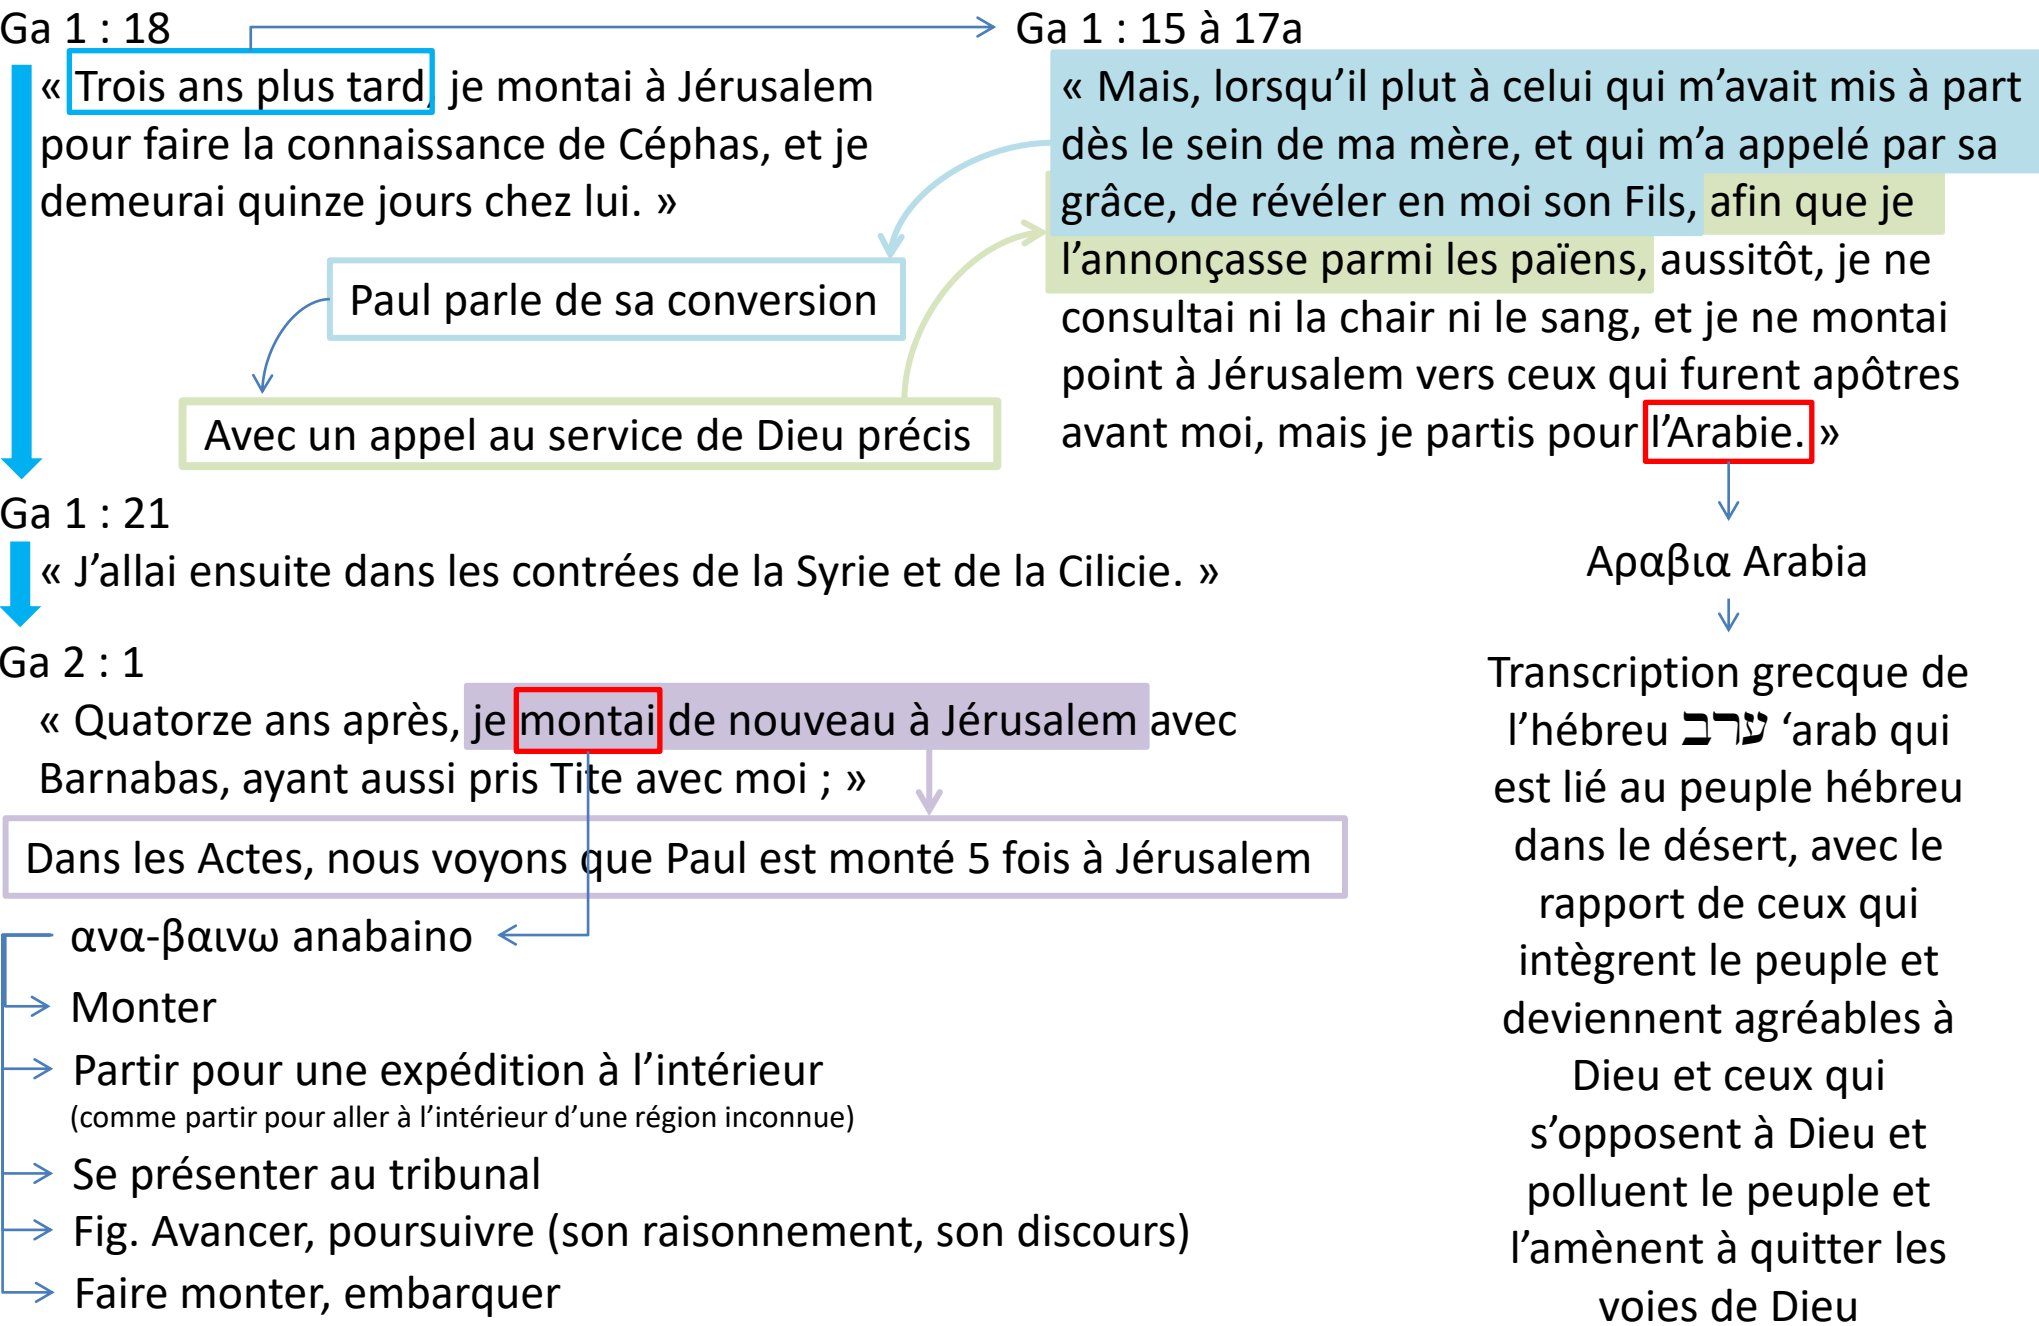 Ga 1 : 18
« Trois ans plus tard, je montai à Jérusalem
pour faire la connaissance de Céphas, et je
demeurai quinze jours chez lui. »
Ga 1 : 15 à 17a
« Mais, lorsqu’il plut à celui qui m’avait mis à part
dès le sein de ma mère, et qui m’a appelé par sa
grâce, de révéler en moi son Fils, afin que je
l’annonçasse parmi les païens, aussitôt, je ne
consultai ni la chair ni le sang, et je ne montai
point à Jérusalem vers ceux qui furent apôtres
avant moi, mais je partis pour l’Arabie. »
Paul parle de sa conversion
Avec un appel au service de Dieu précis
Ga 1 : 21
« J’allai ensuite dans les contrées de la Syrie et de la Cilicie. »
Ga 2 : 1
« Quatorze ans après, je montai de nouveau à Jérusalem avec
Barnabas, ayant aussi pris Tite avec moi ; »
Dans les Actes, nous voyons que Paul est monté 5 fois à Jérusalem
ανα-βαινω anabaino
Monter
Partir pour une expédition à l’intérieur
(comme partir pour aller à l’intérieur d’une région inconnue)
Se présenter au tribunal
Fig. Avancer, poursuivre (son raisonnement, son discours)
Faire monter, embarquer
Αραβια Arabia
Transcription grecque de
l’hébreu ערב ‘arab qui
est lié au peuple hébreu
dans le désert, avec le
rapport de ceux qui
intègrent le peuple et
deviennent agréables à
Dieu et ceux qui
s’opposent à Dieu et
polluent le peuple et
l’amènent à quitter les
voies de Dieu